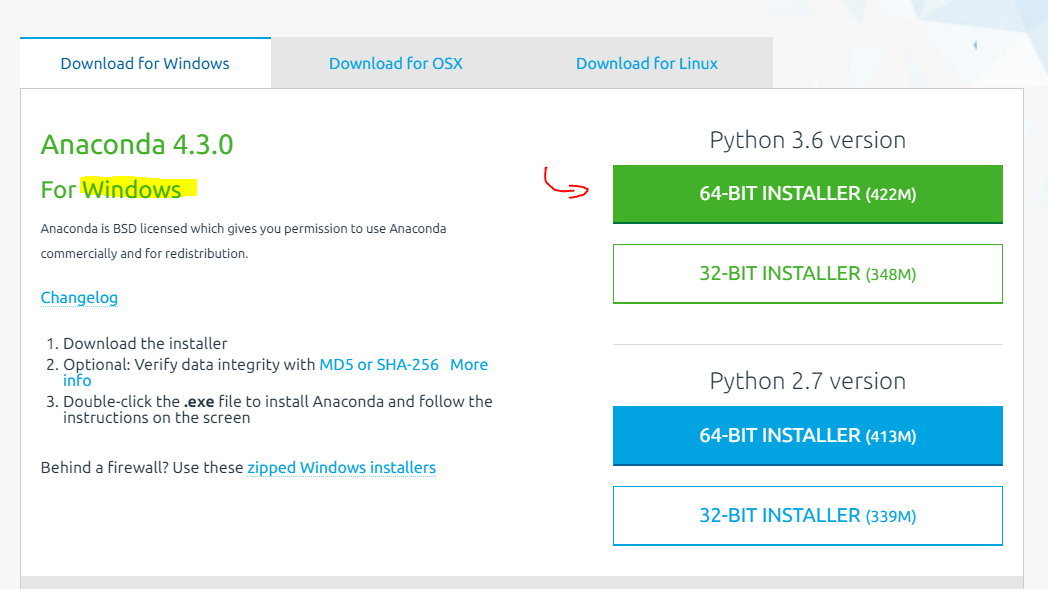 Download for Windows
Download for OSX
Download for Linux
Anaconda 4.3.0
For Windows
Anaconda is BSD licensed which gives you permission to use Anaconda
commercially and for redistribution.
Changelog
1. Download the installer
2. Optional: Verify data integrity with MD5 or SHA-256 More
info
3. Double-click the .exe file to install Anaconda and follow the
instructions on the screen
Behind a firewall? Use these zipped Windows installers
Python 3.6 version
64-BIT INSTALLER (422M)
32-BIT INSTALLER (348M)
Python 2.7 version
64-BIT INSTALLER (413M)
32-BIT INSTALLER (339M)